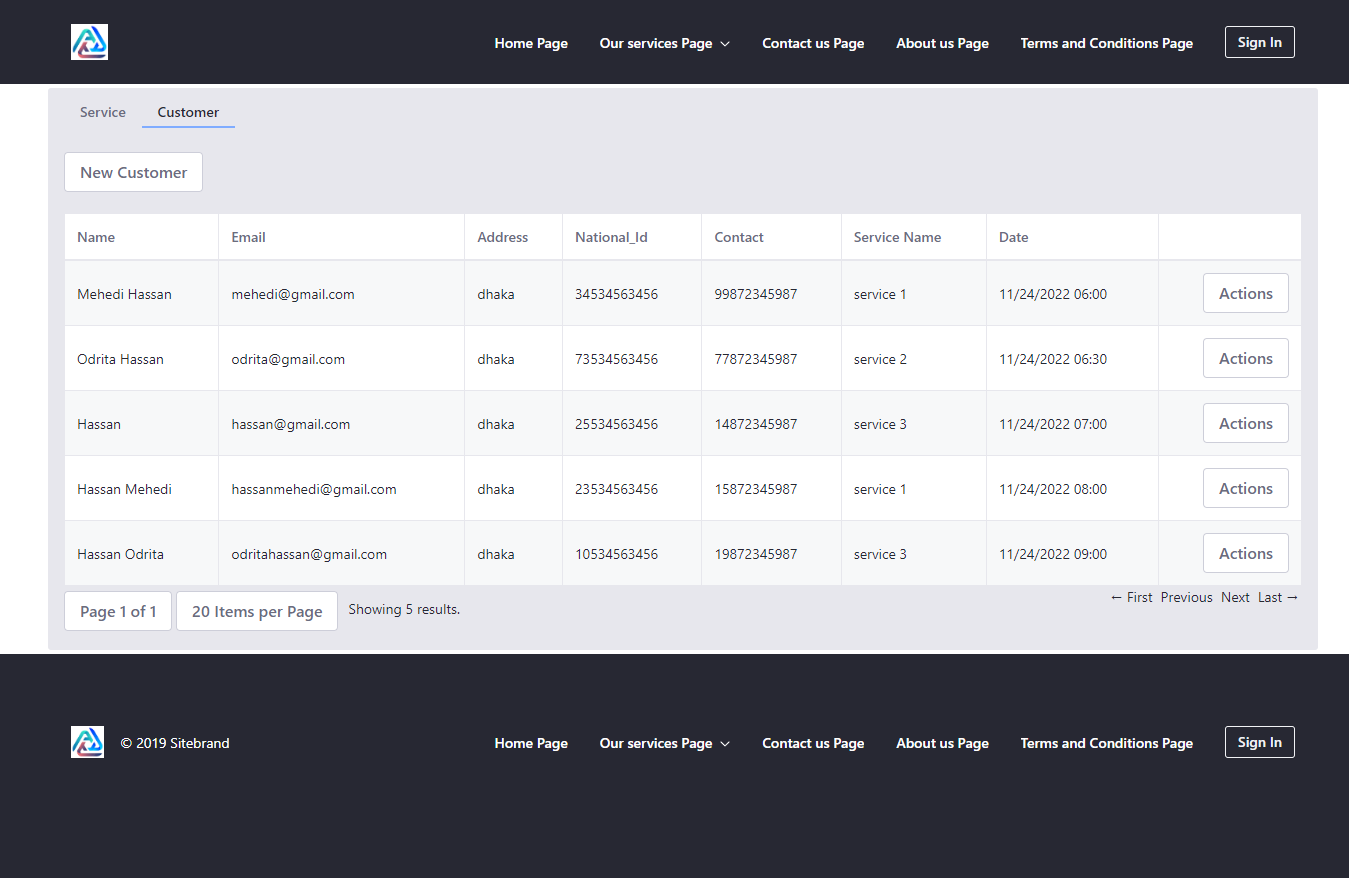 Home Page Our services Page Contact us Page About us Page Terms and Conditions Page Sign In
Service Customer
New Customer
Name Email Address National_Id Contact Service Name Date
Mehedi Hassan mehedi@gmail.com dhaka 34534563456 99872345987 service 1 11/24/2022 06:00 Actions
Odrita Hassan odrita@gmail.com dhaka 73534563456 77872345987 service 2 11/24/2022 06:30 Actions
Hassan hassan@gmail.com dhaka 25534563456 14872345987 service 3 11/24/2022 07:00 Actions
Hassan Mehedi hassanmehedi@gmail.com dhaka 23534563456 15872345987 service 1 11/24/2022 08:00 Actions
Hassan Odrita odritahassan@gmail.com dhaka 10534563456 19872345987 service 3 11/24/2022 09:00 Actions
Page 1 of 1 20 Items per Page Showing 5 results. ← First Previous Next Last →
© 2019 Sitebrand Home Page Our services Page Contact us Page About us Page Terms and Conditions Page Sign In